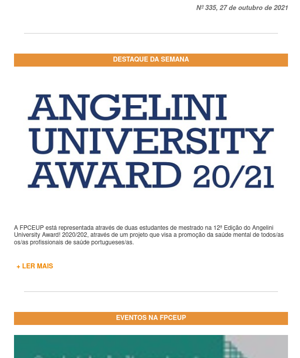 Nº 335, 27 de outubro de 2021
DESTAQUE DA SEMANA
ANGELINI
UNIVERSITY
AWARD 20/21
A FPCEUP está representada através de duas estudantes de mestrado na 12ª Edição do Angelini
University Award! 2020/202, através de um projeto que visa a promoção da saúde mental de todos/as
os/as profissionais de saúde portugueses/as.
+ LER MAIS
EVENTOS NA FPCEUP